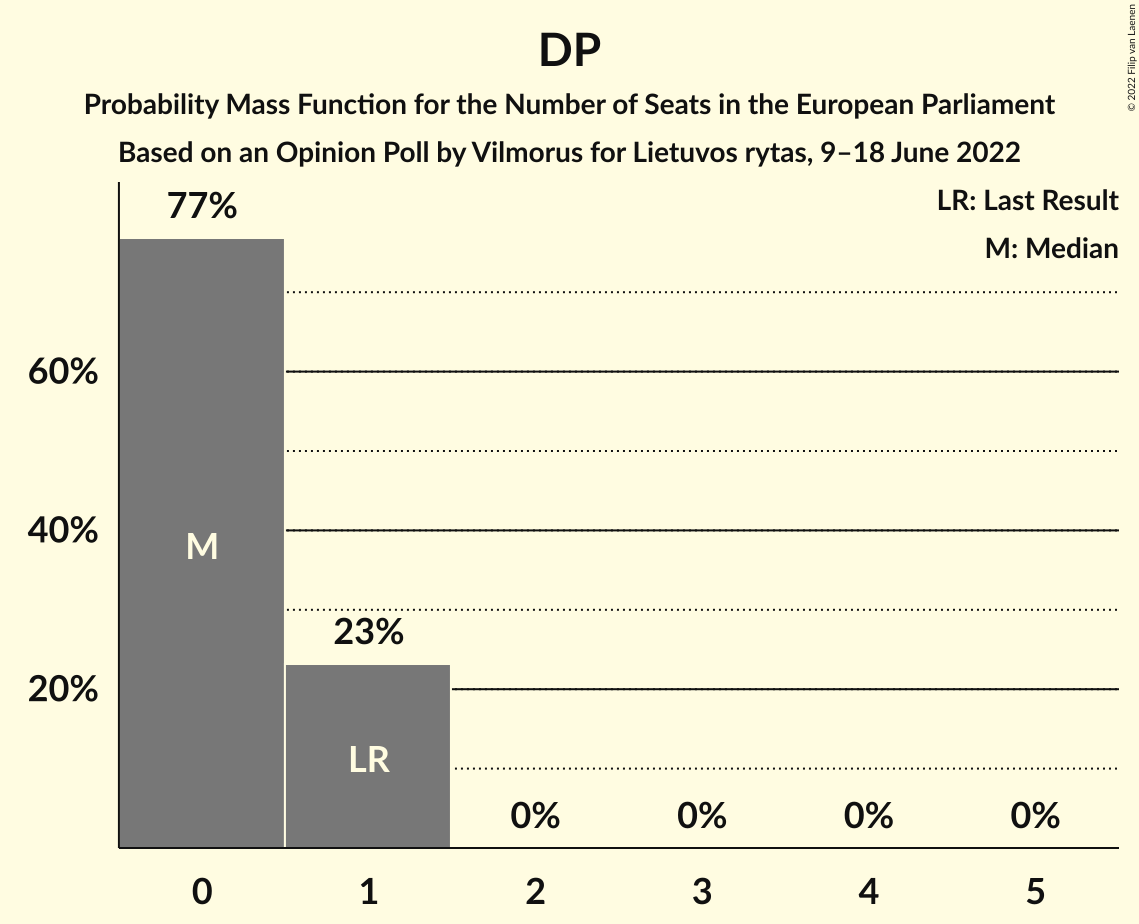 DP
Probability Mass Function for the Number of Seats in the European Parliament
Based on an Opinion Poll by Vilmorus for Lietuvos rytas, 9–18 June 2022
© 2022 Filip van Laenen
LR: Last Result
M: Median
77%
60%
40%
M
23%
20%
LR
0%
0%
0%
0%
0
1
2
3
4
5